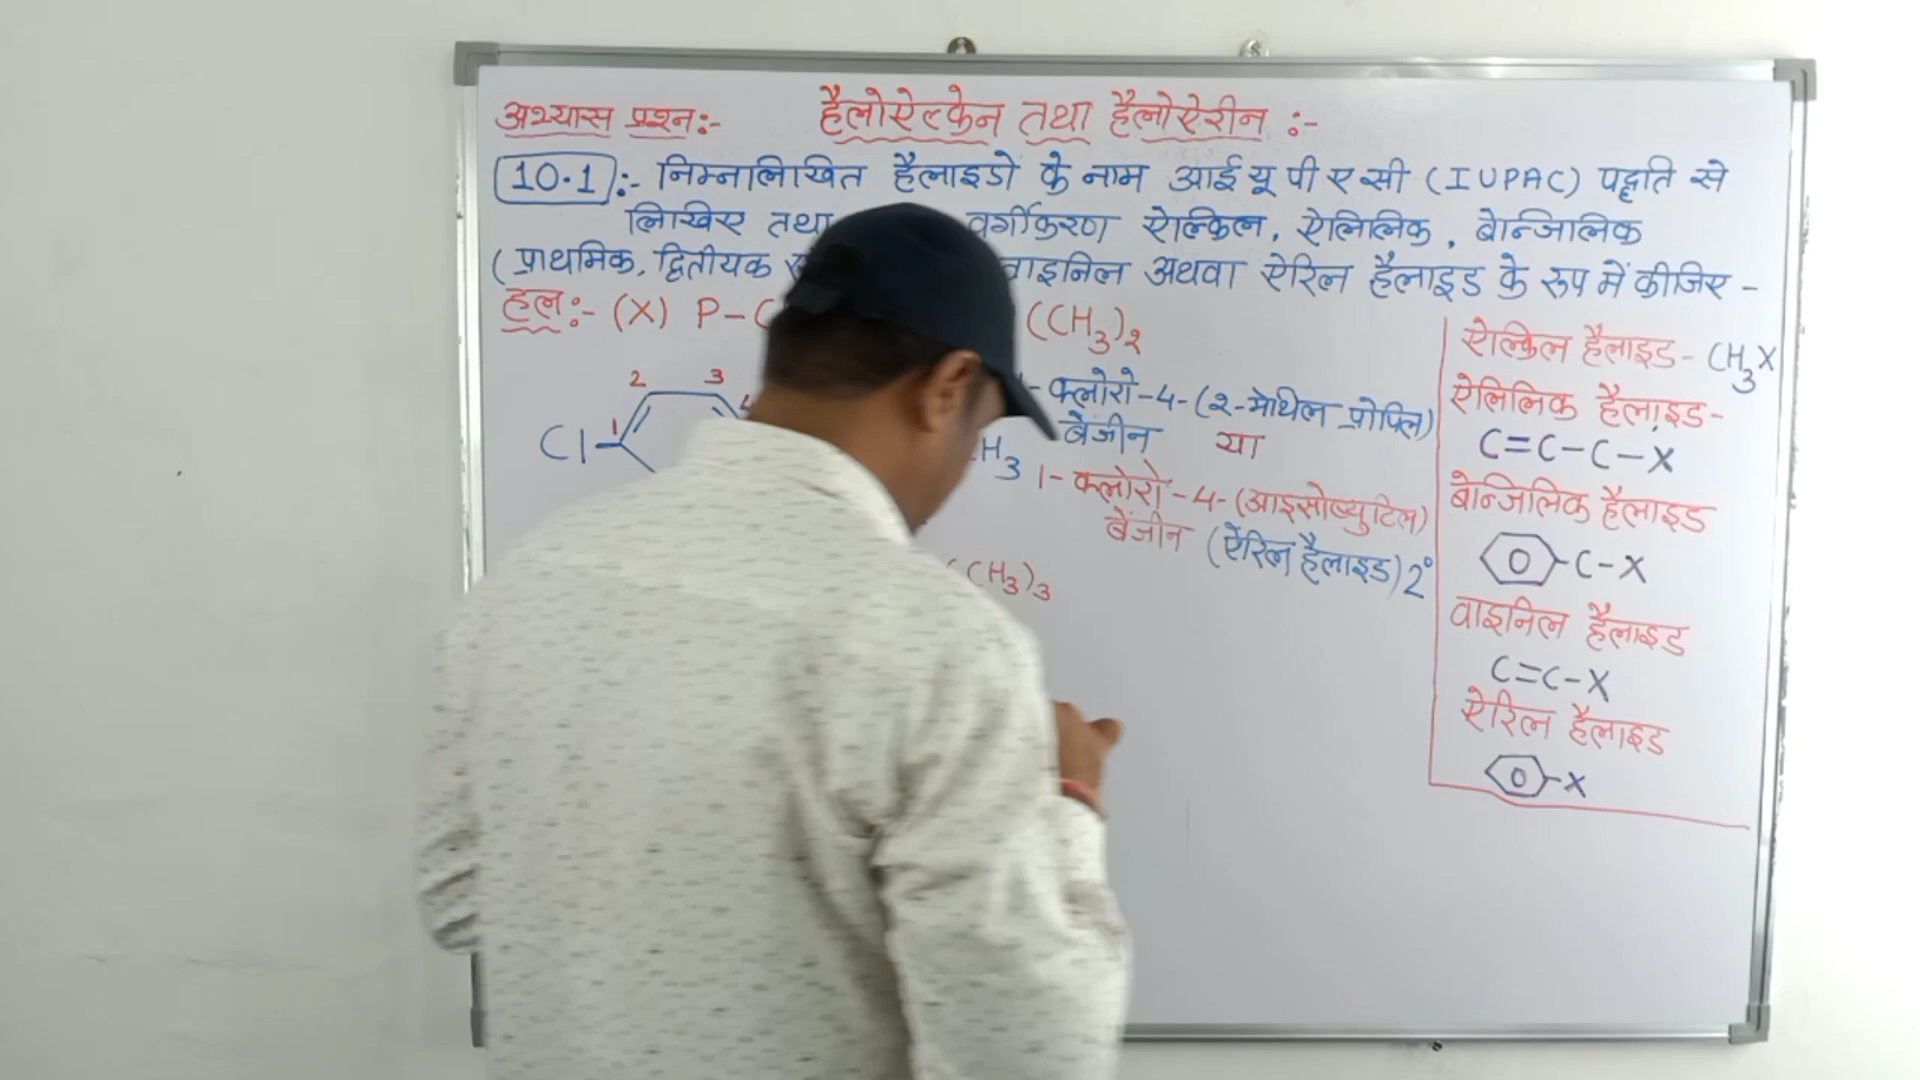 अभ्यास प्रश्न:- हैलोऐल्केन तथा हैलोऐरीन :-
10.1 :- निम्नलिखित हैलाइडों के नाम आई यू पी ए सी (IUPAC) पद्धति से
लिखिए तथा वर्गीकरण ऐल्किल, ऐलिलिक, बेन्जिलिक
(प्राथमिक, द्वितीयक वाइनिल अथवा ऐरिल हैलाइड के रूप में कीजिए -
हल:- (X) P-C (CH3)2
2 3
4
1
Cl
H3
1- क्लोरो-4-(2-मेथिल प्रोपिल)
बेंजीन या
1- क्लोरो-4-(आइसोब्युटिल)
बेंजीन (ऐरिल हैलाइड) 2°
(CH3)3
ऐल्किल हैलाइड- CH3X
ऐलिलिक हैलाइड-
C=C-C-X
बेन्जिलिक हैलाइड
-C-X
वाइनिल हैलाइड
C=C-X
ऐरिल हैलाइड
-X